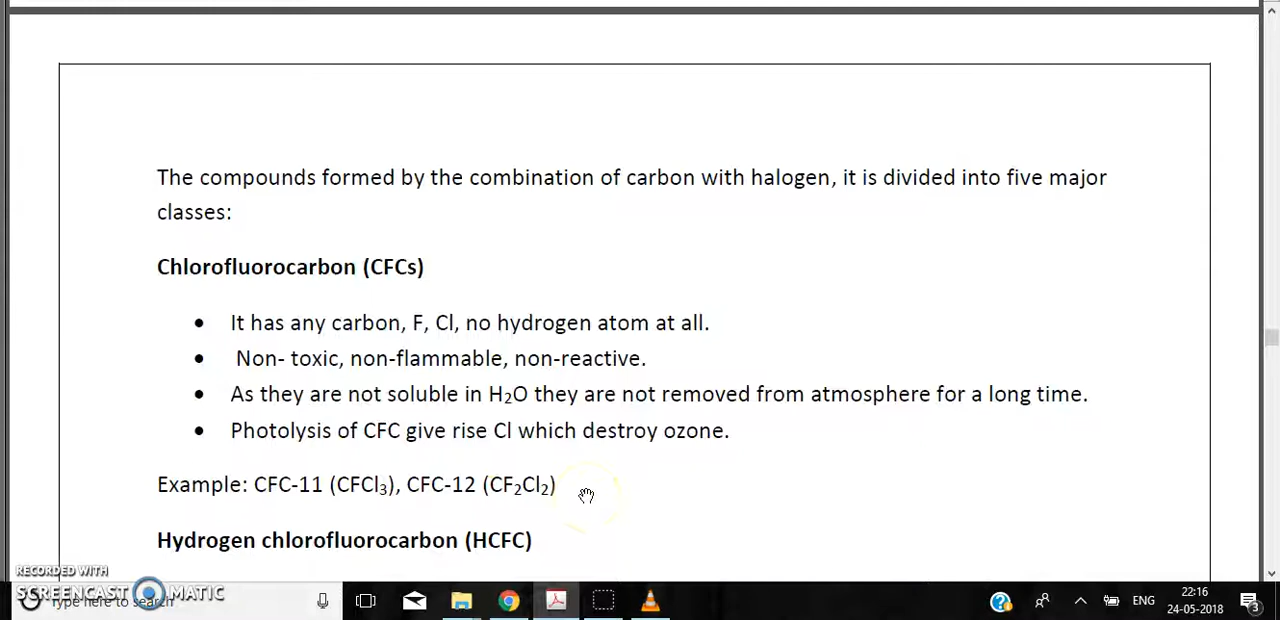 The compounds formed by the combination of carbon with halogen, it is divided into five major
classes:
Chlorofluorocarbon (CFCs)
• It has any carbon, F, Cl, no hydrogen atom at all.
• Non- toxic, non-flammable, non-reactive.
• As they are not soluble in H₂O they are not removed from atmosphere for a long time.
• Photolysis of CFC give rise Cl which destroy ozone.
Example: CFC-11 (CFCl₃), CFC-12 (CF₂Cl₂)
Hydrogen chlorofluorocarbon (HCFC)
RECORDED WITH
SCREENCAST MATIC
Type here to search
ENG
22:16
24-05-2018
3